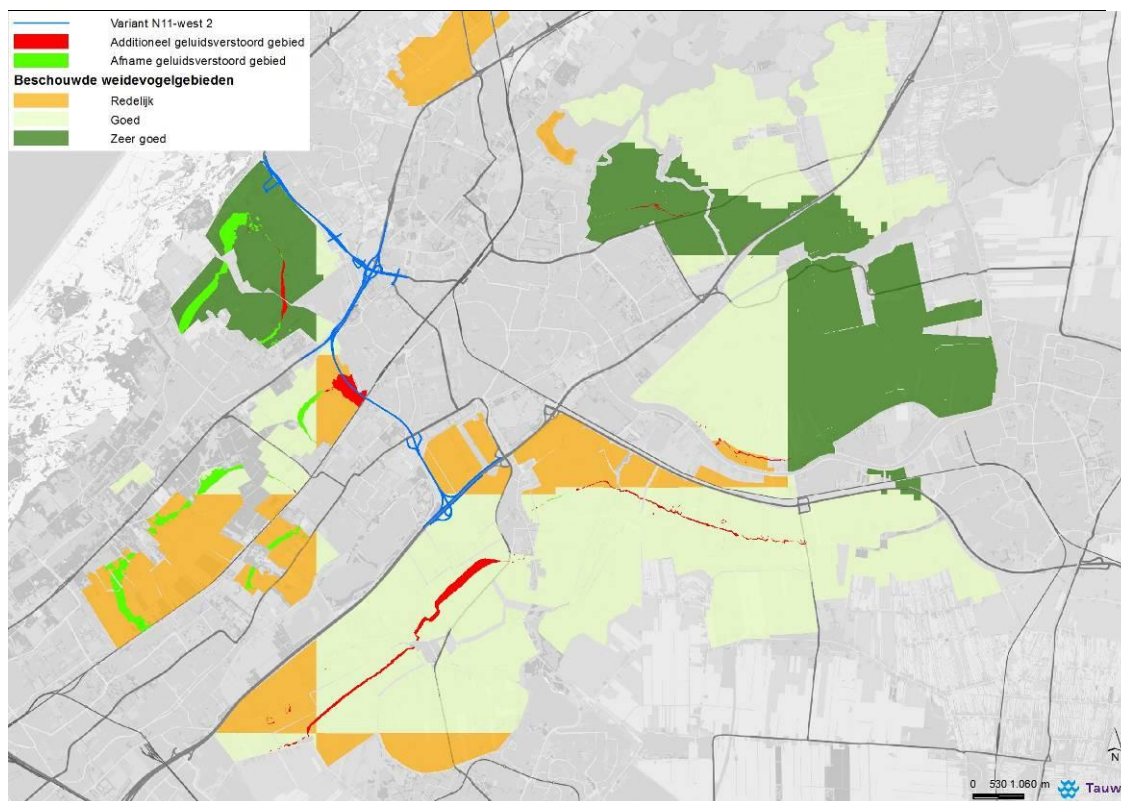 Variant N11-west 2
Additioneel geluidsverstoord gebied
Afname geluidsverstoord gebied
Beschouwde weidevogelgebieden
Redelijk
Goed
Zeer goed
N
0 530 1.060 m
Tauw